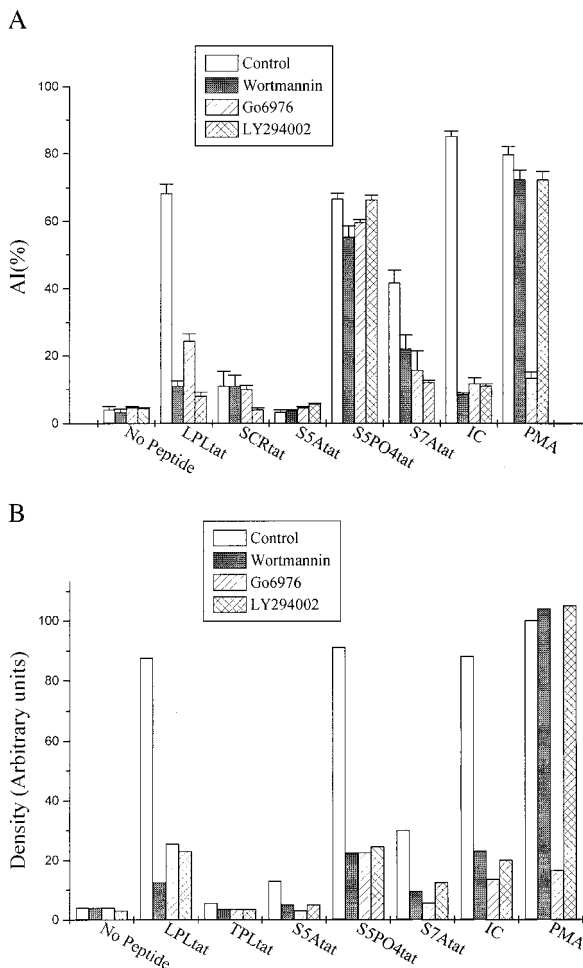 A
Control
Wortmannin
Go6976
LY294002
100
80
60
40
20
0
AI(%)
No Peptide
LPLtat
SCRtat
S5Atat
S5PO4tat
S7Atat
IC
PMA
B
Control
Wortmannin
Go6976
LY294002
100
80
60
40
20
0
Density (Arbitrary units)
No Peptide
LPLtat
TPLtat
S5Atat
S5PO4tat
S7Atat
IC
PMA